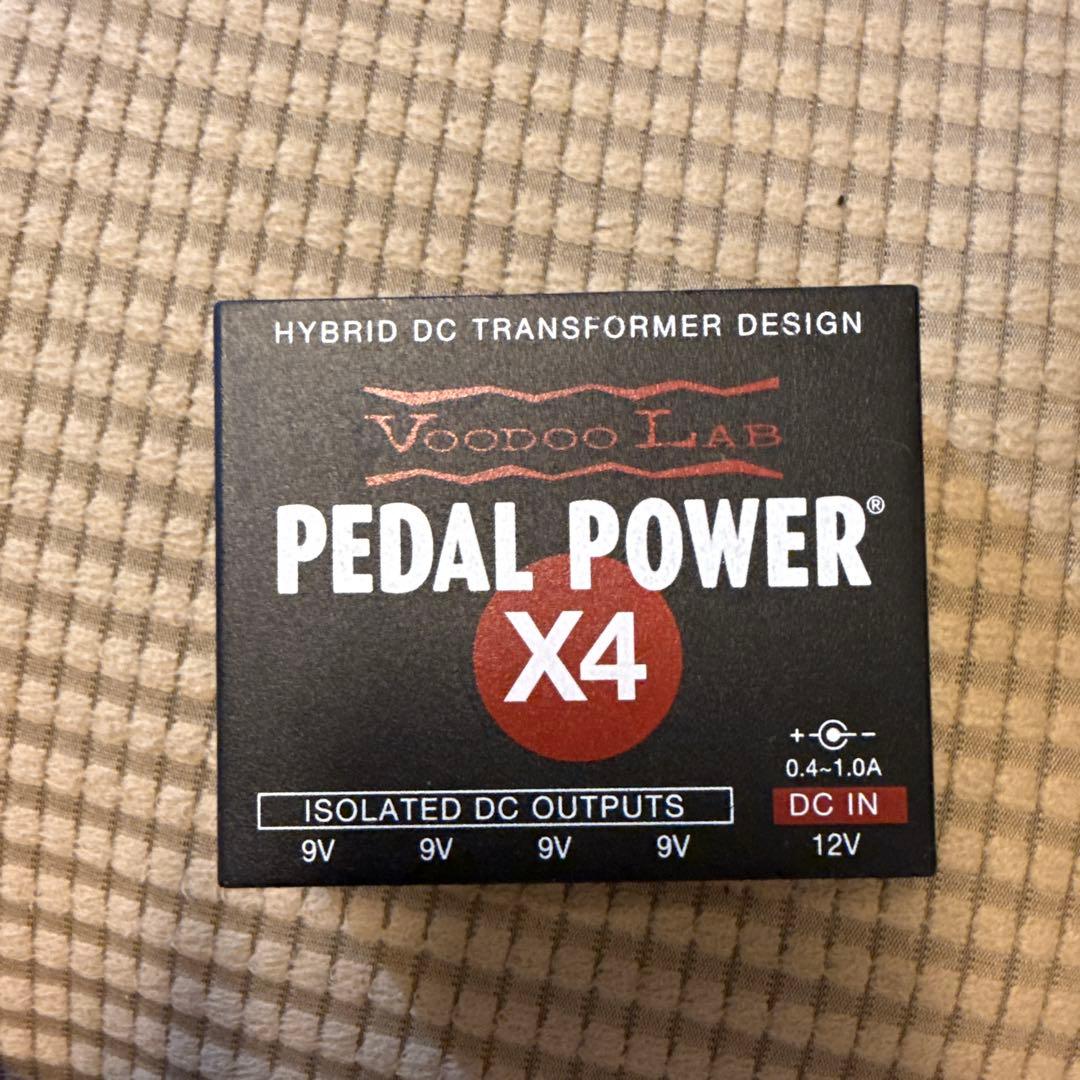 HYBRID DC TRANSFORMER DESIGN
VOODOO LAB
PEDAL POWER®
X4
+ -
0.4~1.0A
ISOLATED DC OUTPUTS DC IN
9V 9V 9V 9V 12V